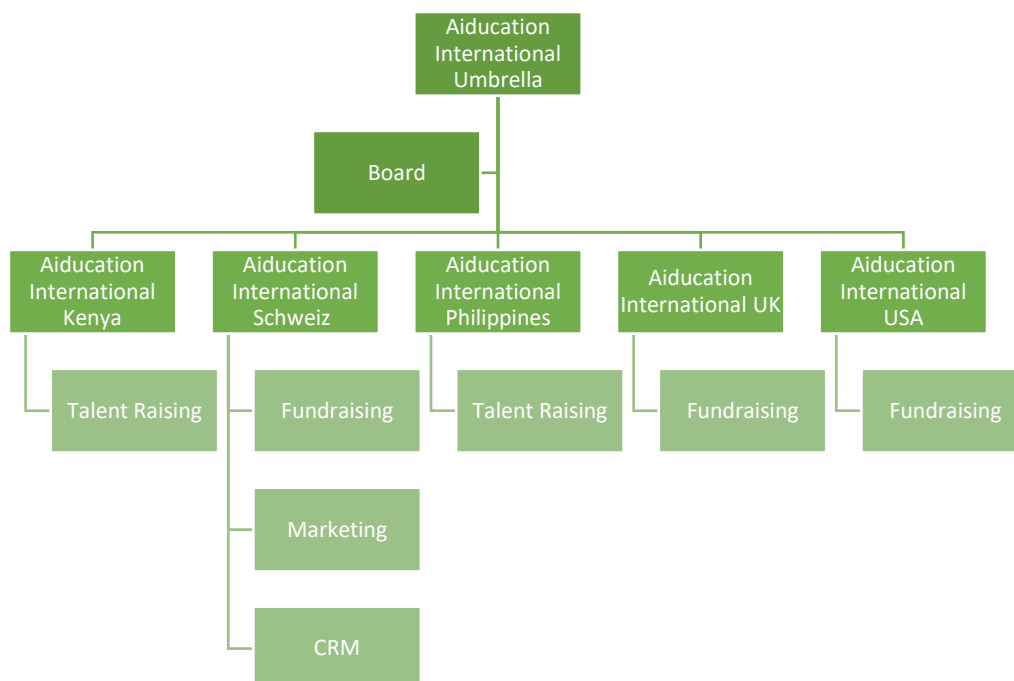 Aiducation
International
Umbrella
Board
Aiducation
International
Kenya
Aiducation
International
Schweiz
Aiducation
International
Philippines
Aiducation
International UK
Aiducation
International
USA
Talent Raising
Fundraising
Talent Raising
Fundraising
Fundraising
Marketing
CRM